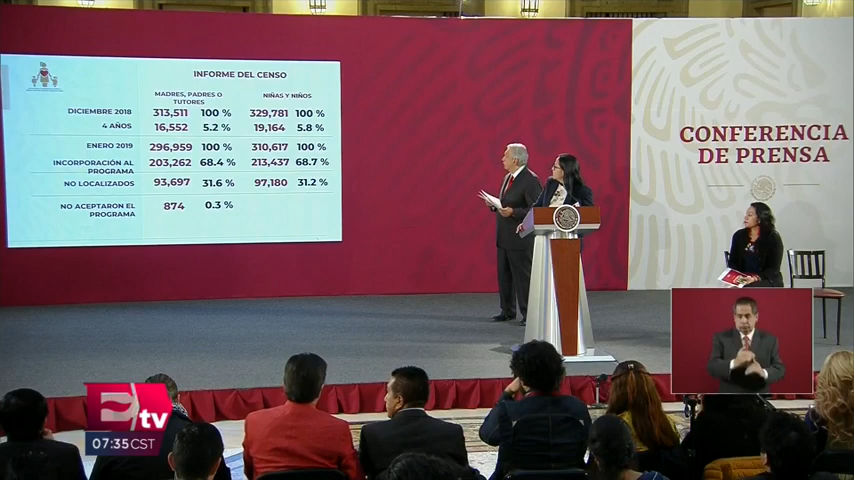 INFORME DEL CENSO
MADRES, PADRES O TUTORES NIÑAS Y NIÑOS
DICIEMBRE 2018 313,511 100 % 329,781 100 %
4 AÑOS 16,552 5.2 % 19,164 5.8 %
ENERO 2019 296,959 100 % 310,617 100 %
INCORPORACIÓN AL PROGRAMA 203,262 68.4 % 213,437 68.7 %
NO LOCALIZADOS 93,697 31.6 % 97,180 31.2 %
NO ACEPTARON EL PROGRAMA 874 0.3 %
CONFERENCIA
DE PRENSA
tv
07:35 CST